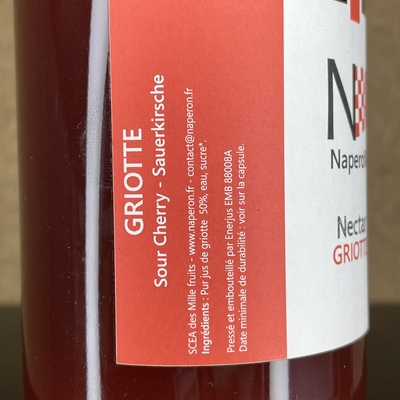 GRIOTTE
Sour Cherry - Sauerkirsche
SCEA des Mille fruits - www.naperon.fr - contact@naperon.fr
Ingrédients : Pur jus de griotte 50%, eau, sucre*.
Pressé et embouteillé par Enerjus EMB 88008A
Date minimale de durabilité : voir sur la capsule.
N
Nectar
GRIOTTE